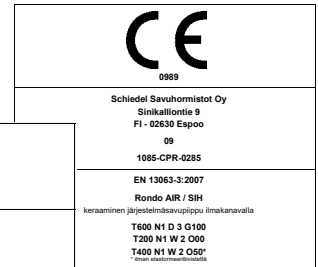 CE
0989
Schiedel Savuhormistot Oy
Sinikalliontie 9
FI - 02630 Espoo
09
1085-CPR-0285
EN 13063-3:2007
Rondo AIR / SIH
keraaminen järjestelmäsavupiippu ilmakanavalla
T600 N1 D 3 G100
T200 N1 W 2 O00
T400 N1 W 2 O50*
* ilman elastomeeritiivistettä